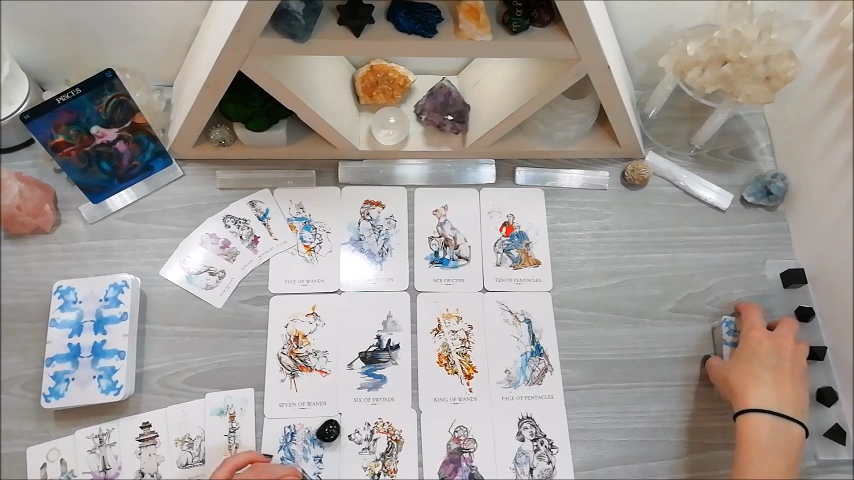 PISCES
FIVE OF WANDS
CUPS
ACE OF CUPS
TEN OF PENTACLES
SEVEN OF WANDS
SIX OF SWORDS
KING OF WANDS
PAGE OF PENTACLES